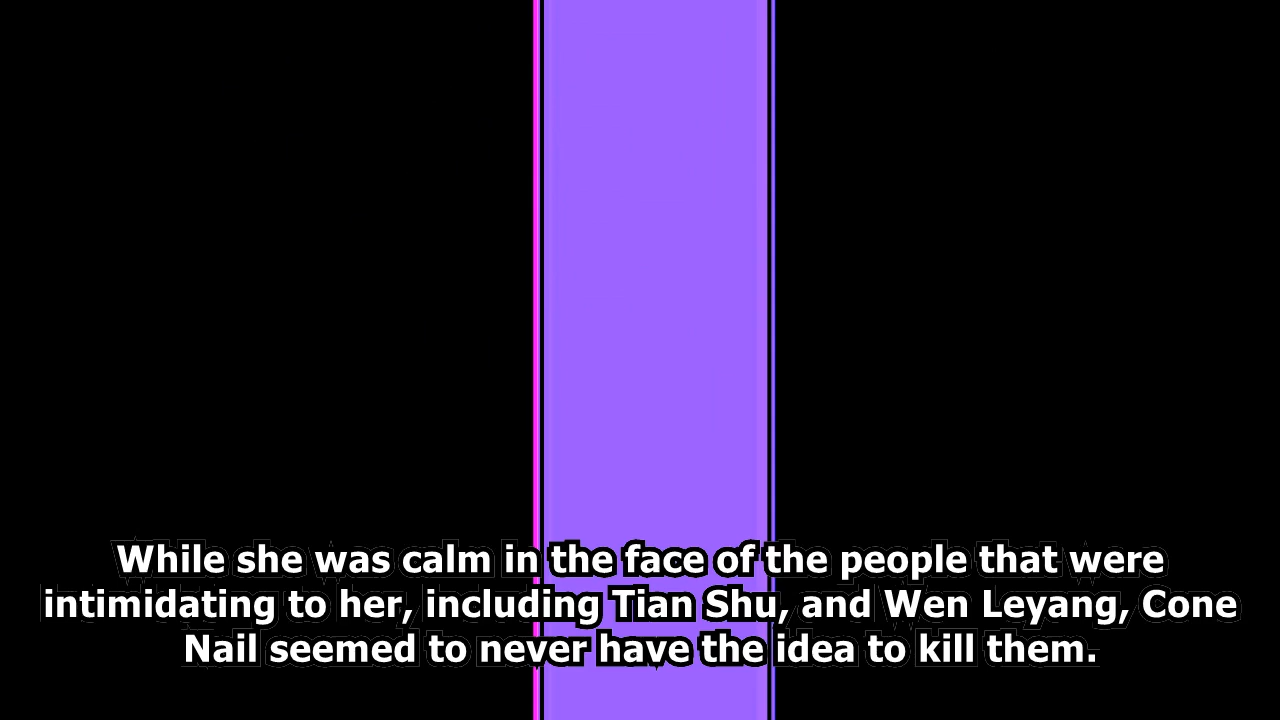 While she was calm in the face of the people that were
intimidating to her, including Tian Shu, and Wen Leyang, Cone
Nail seemed to never have the idea to kill them.